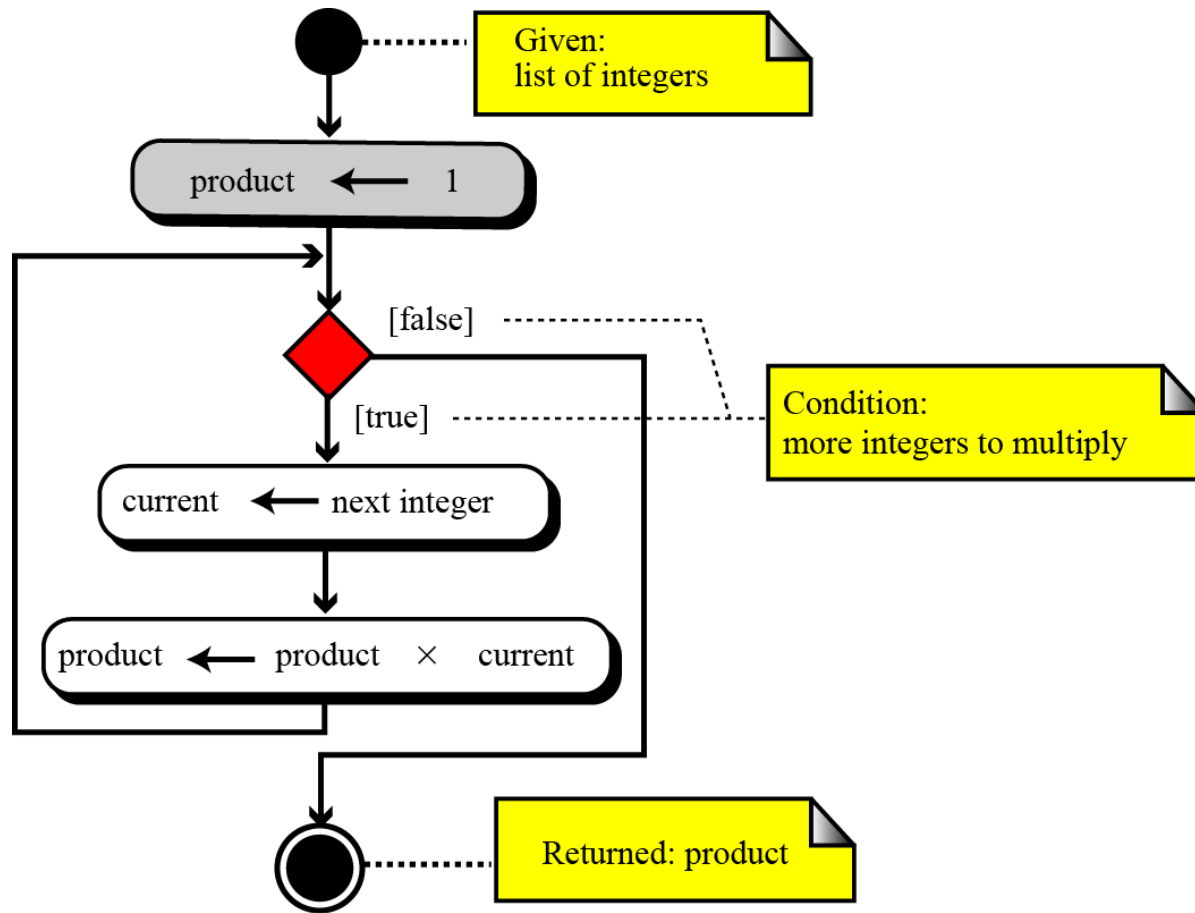 Given:
list of integers
product ← 1
[false]
[true]
Condition:
more integers to multiply
current ← next integer
product ← product × current
Returned: product